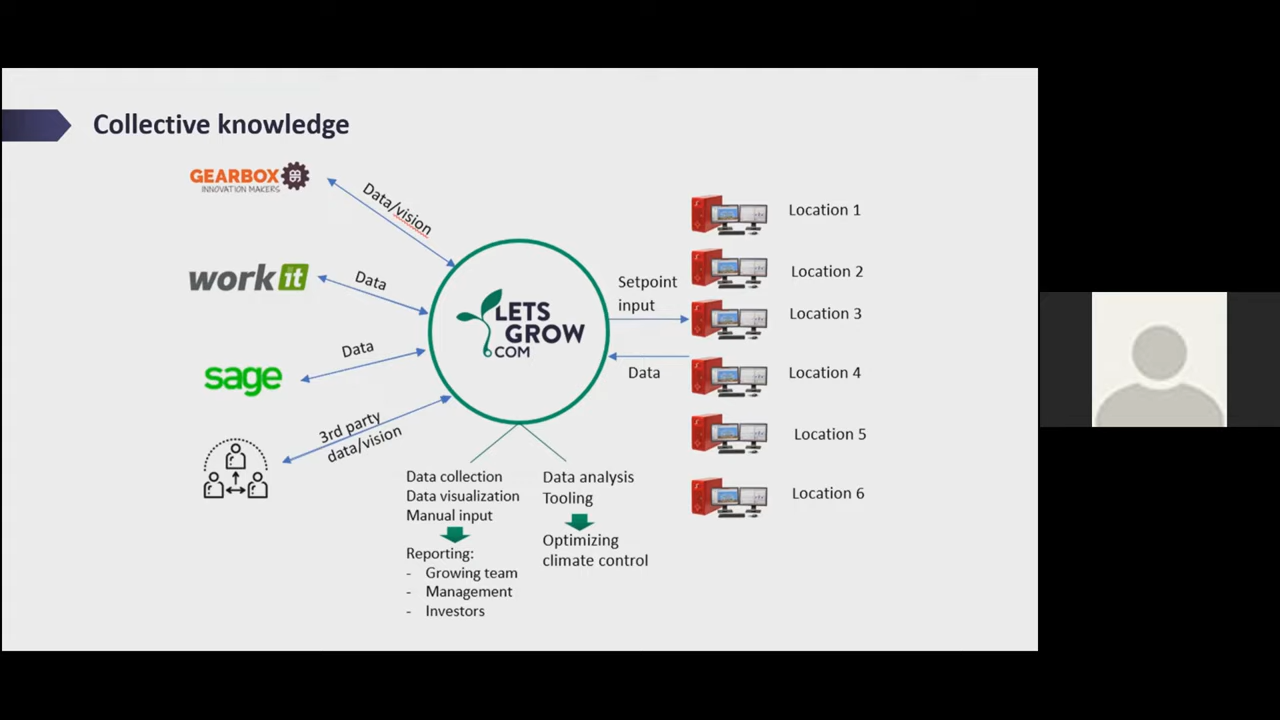 Collective knowledge
GEARBOX
INNOVATION MAKERS
Data/vision
work it
Data
sage
Data
3rd party
data/vision
LETS
GROW
.COM
Setpoint
input
Data
Location 1
Location 2
Location 3
Location 4
Location 5
Location 6
Data collection
Data visualization
Manual input
Reporting:
- Growing team
- Management
- Investors
Data analysis
Tooling
Optimizing
climate control